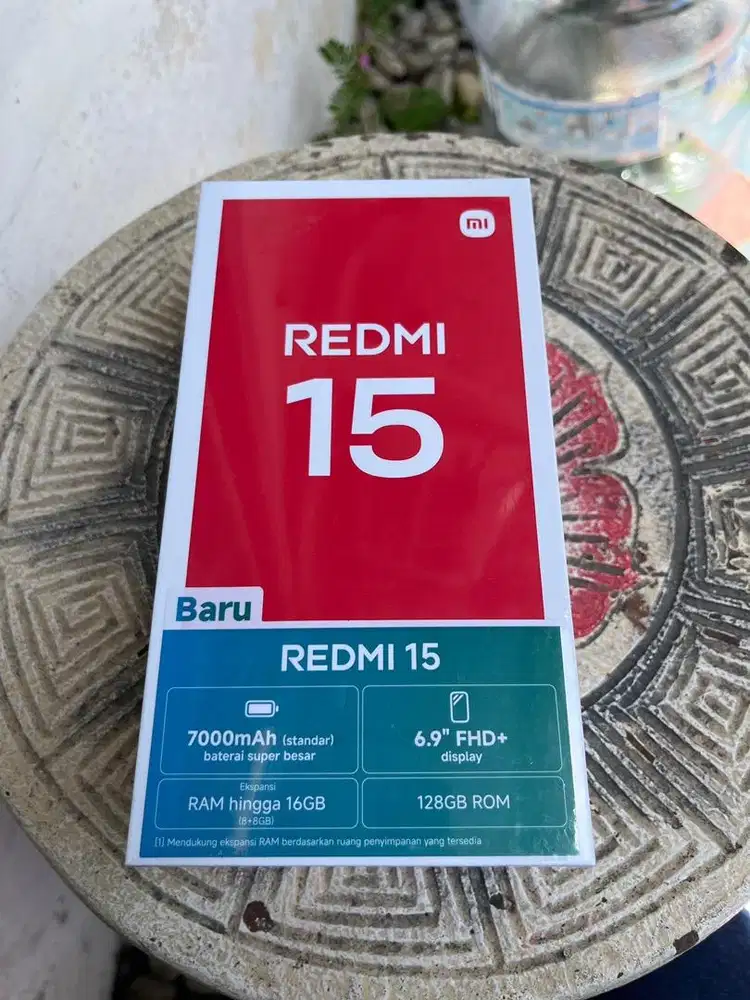 mi
REDMI
15
Baru
REDMI 15
7000mAh (standar)
baterai super besar
6.9" FHD+
display
Ekspansi
RAM hingga 16GB
(8+8GB)
128GB ROM
[1] Mendukung ekspansi RAM berdasarkan ruang penyimpanan yang tersedia